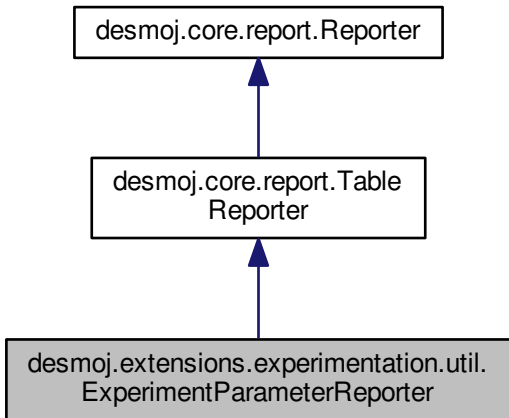 desmoj.core.report.Reporter
desmoj.core.report.Table
Reporter
desmoj.extensions.experimentation.util.
ExperimentParameterReporter